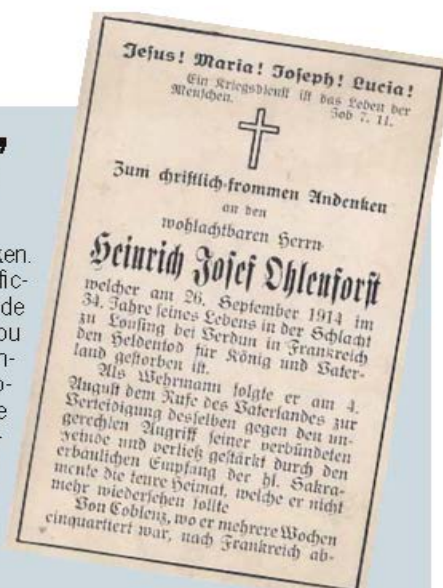 Jesus! Maria! Joseph! Lucia!
Ein Kriegsdienst ist das Leben der
Menschen. Job 7. 11.
Zum christlich-frommen Andenken
an den
wohlachtbaren Herrn
Heinrich Josef Ohlenforst
welcher am 26. September 1914 im
34. Jahre seines Lebens in der Schlacht
zu Lousing bei Verdun in Frankreich
den Heldentod für König und Vater-
land gestorben ist.
Als Wehrmann folgte er am 4.
August dem Rufe des Vaterlandes zur
Verteidigung desselben gegen den un-
gerechten Angriff seiner verbündeten
Feinde und verließ gestärkt durch den
erbaulichen Empfang der hl. Sakra-
mente die teure Heimat, welche er nicht
mehr wiedersehen sollte
Von Coblenz, wo er mehrere Wochen
einquartiert war, nach Frankreich ab-